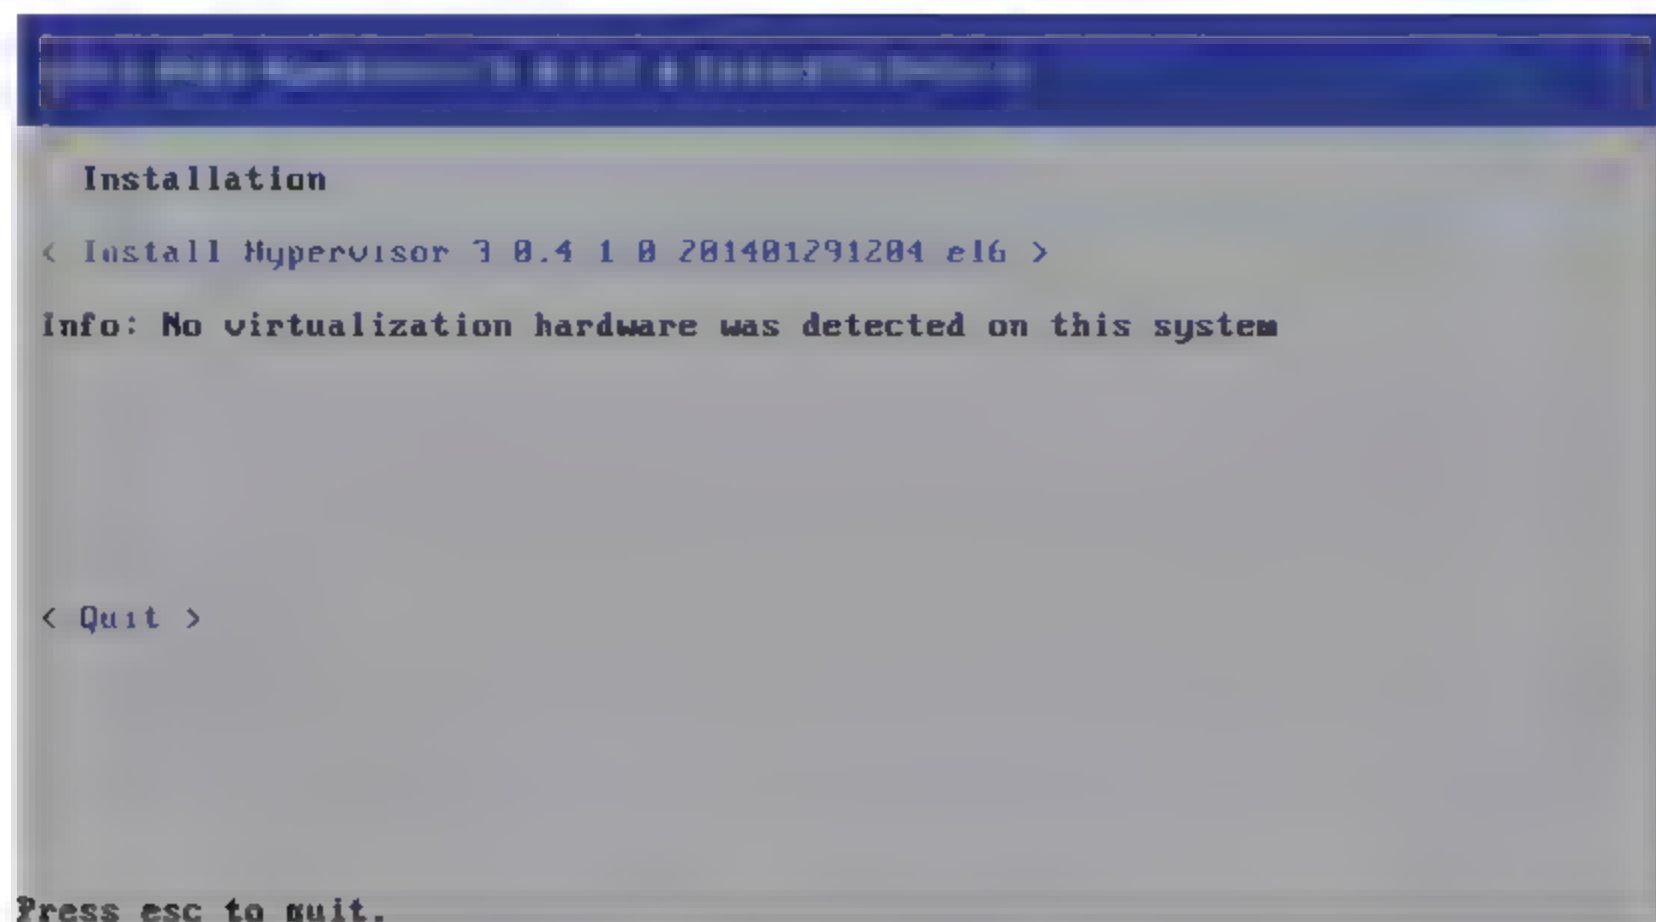 Installation
< Install Hypervisor 3 0.4 1 0 201401291204 el6 >
Info: No virtualization hardware was detected on this system
< Quit >
Press esc to quit.